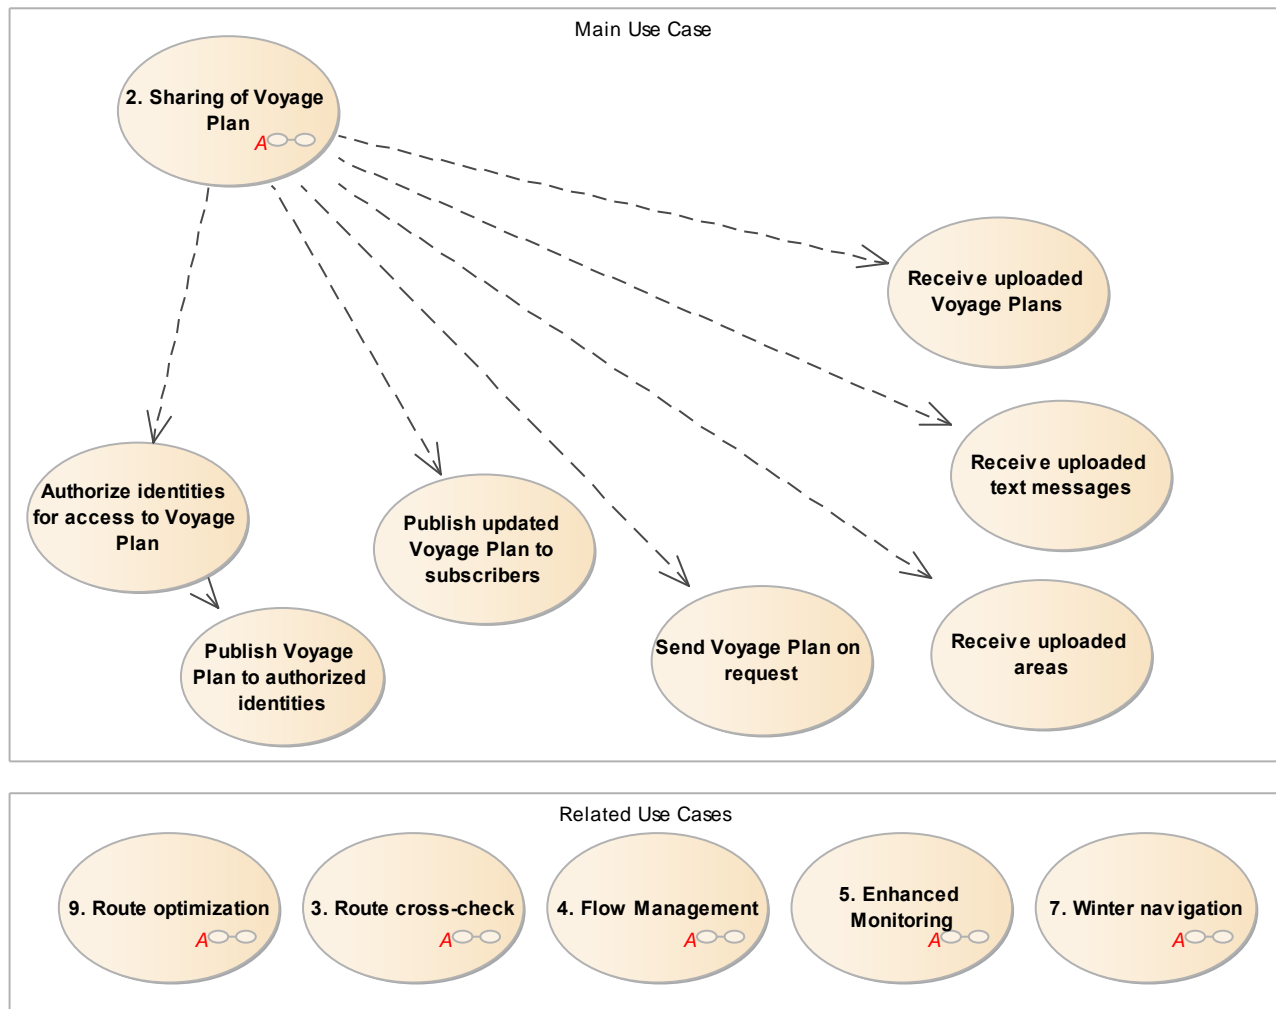 Main Use Case
2. Sharing of Voyage
Plan
A
Receive uploaded
Voyage Plans
Receive uploaded
text messages
Authorize identities
for access to Voyage
Plan
Publish updated
Voyage Plan to
subscribers
Send Voyage Plan on
request
Receive uploaded
areas
Publish Voyage
Plan to authorized
identities
Related Use Cases
9. Route optimization
A
3. Route cross-check
A
4. Flow Management
A
5. Enhanced
Monitoring
A
7. Winter navigation
A